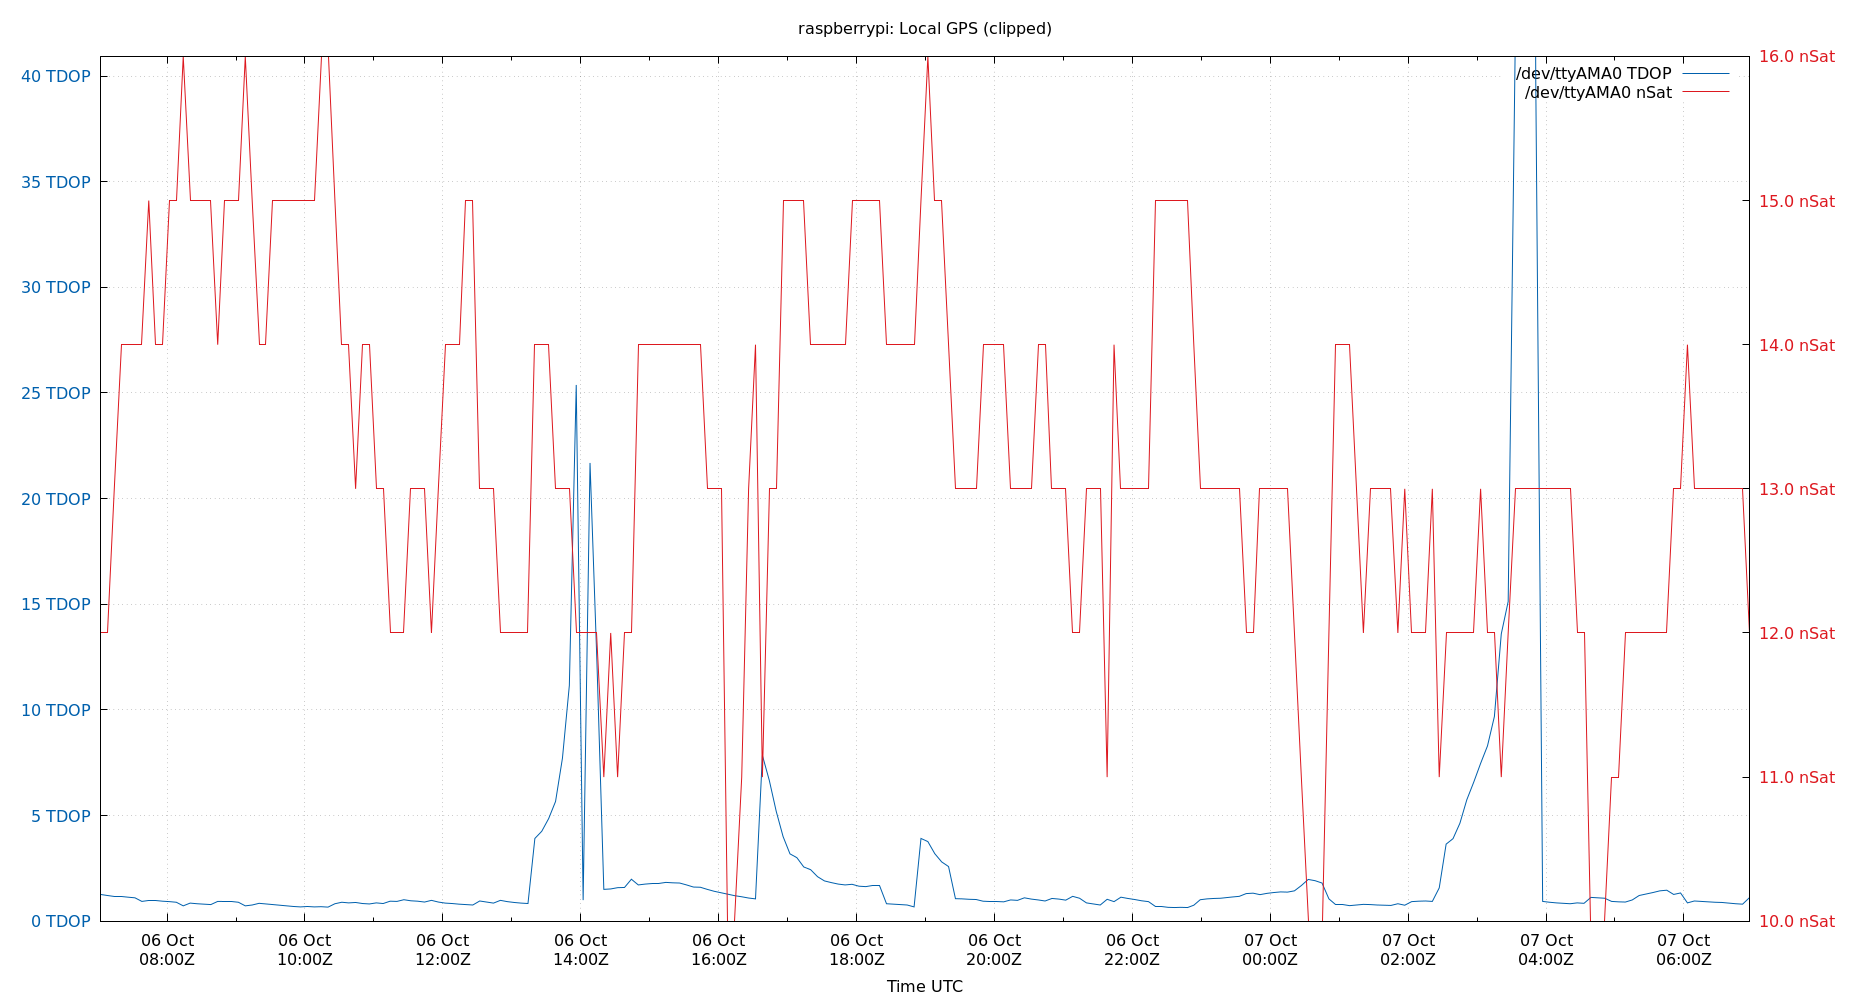 raspberrypi: Local GPS (clipped)
40 TDOP
35 TDOP
30 TDOP
25 TDOP
20 TDOP
15 TDOP
10 TDOP
5 TDOP
0 TDOP
16.0 nSat
15.0 nSat
14.0 nSat
13.0 nSat
12.0 nSat
11.0 nSat
10.0 nSat
/dev/ttyAMA0 TDOP
/dev/ttyAMA0 nSat
06 Oct
08:00Z
06 Oct
10:00Z
06 Oct
12:00Z
06 Oct
14:00Z
06 Oct
16:00Z
06 Oct
18:00Z
06 Oct
20:00Z
06 Oct
22:00Z
07 Oct
00:00Z
07 Oct
02:00Z
07 Oct
04:00Z
07 Oct
06:00Z
Time UTC